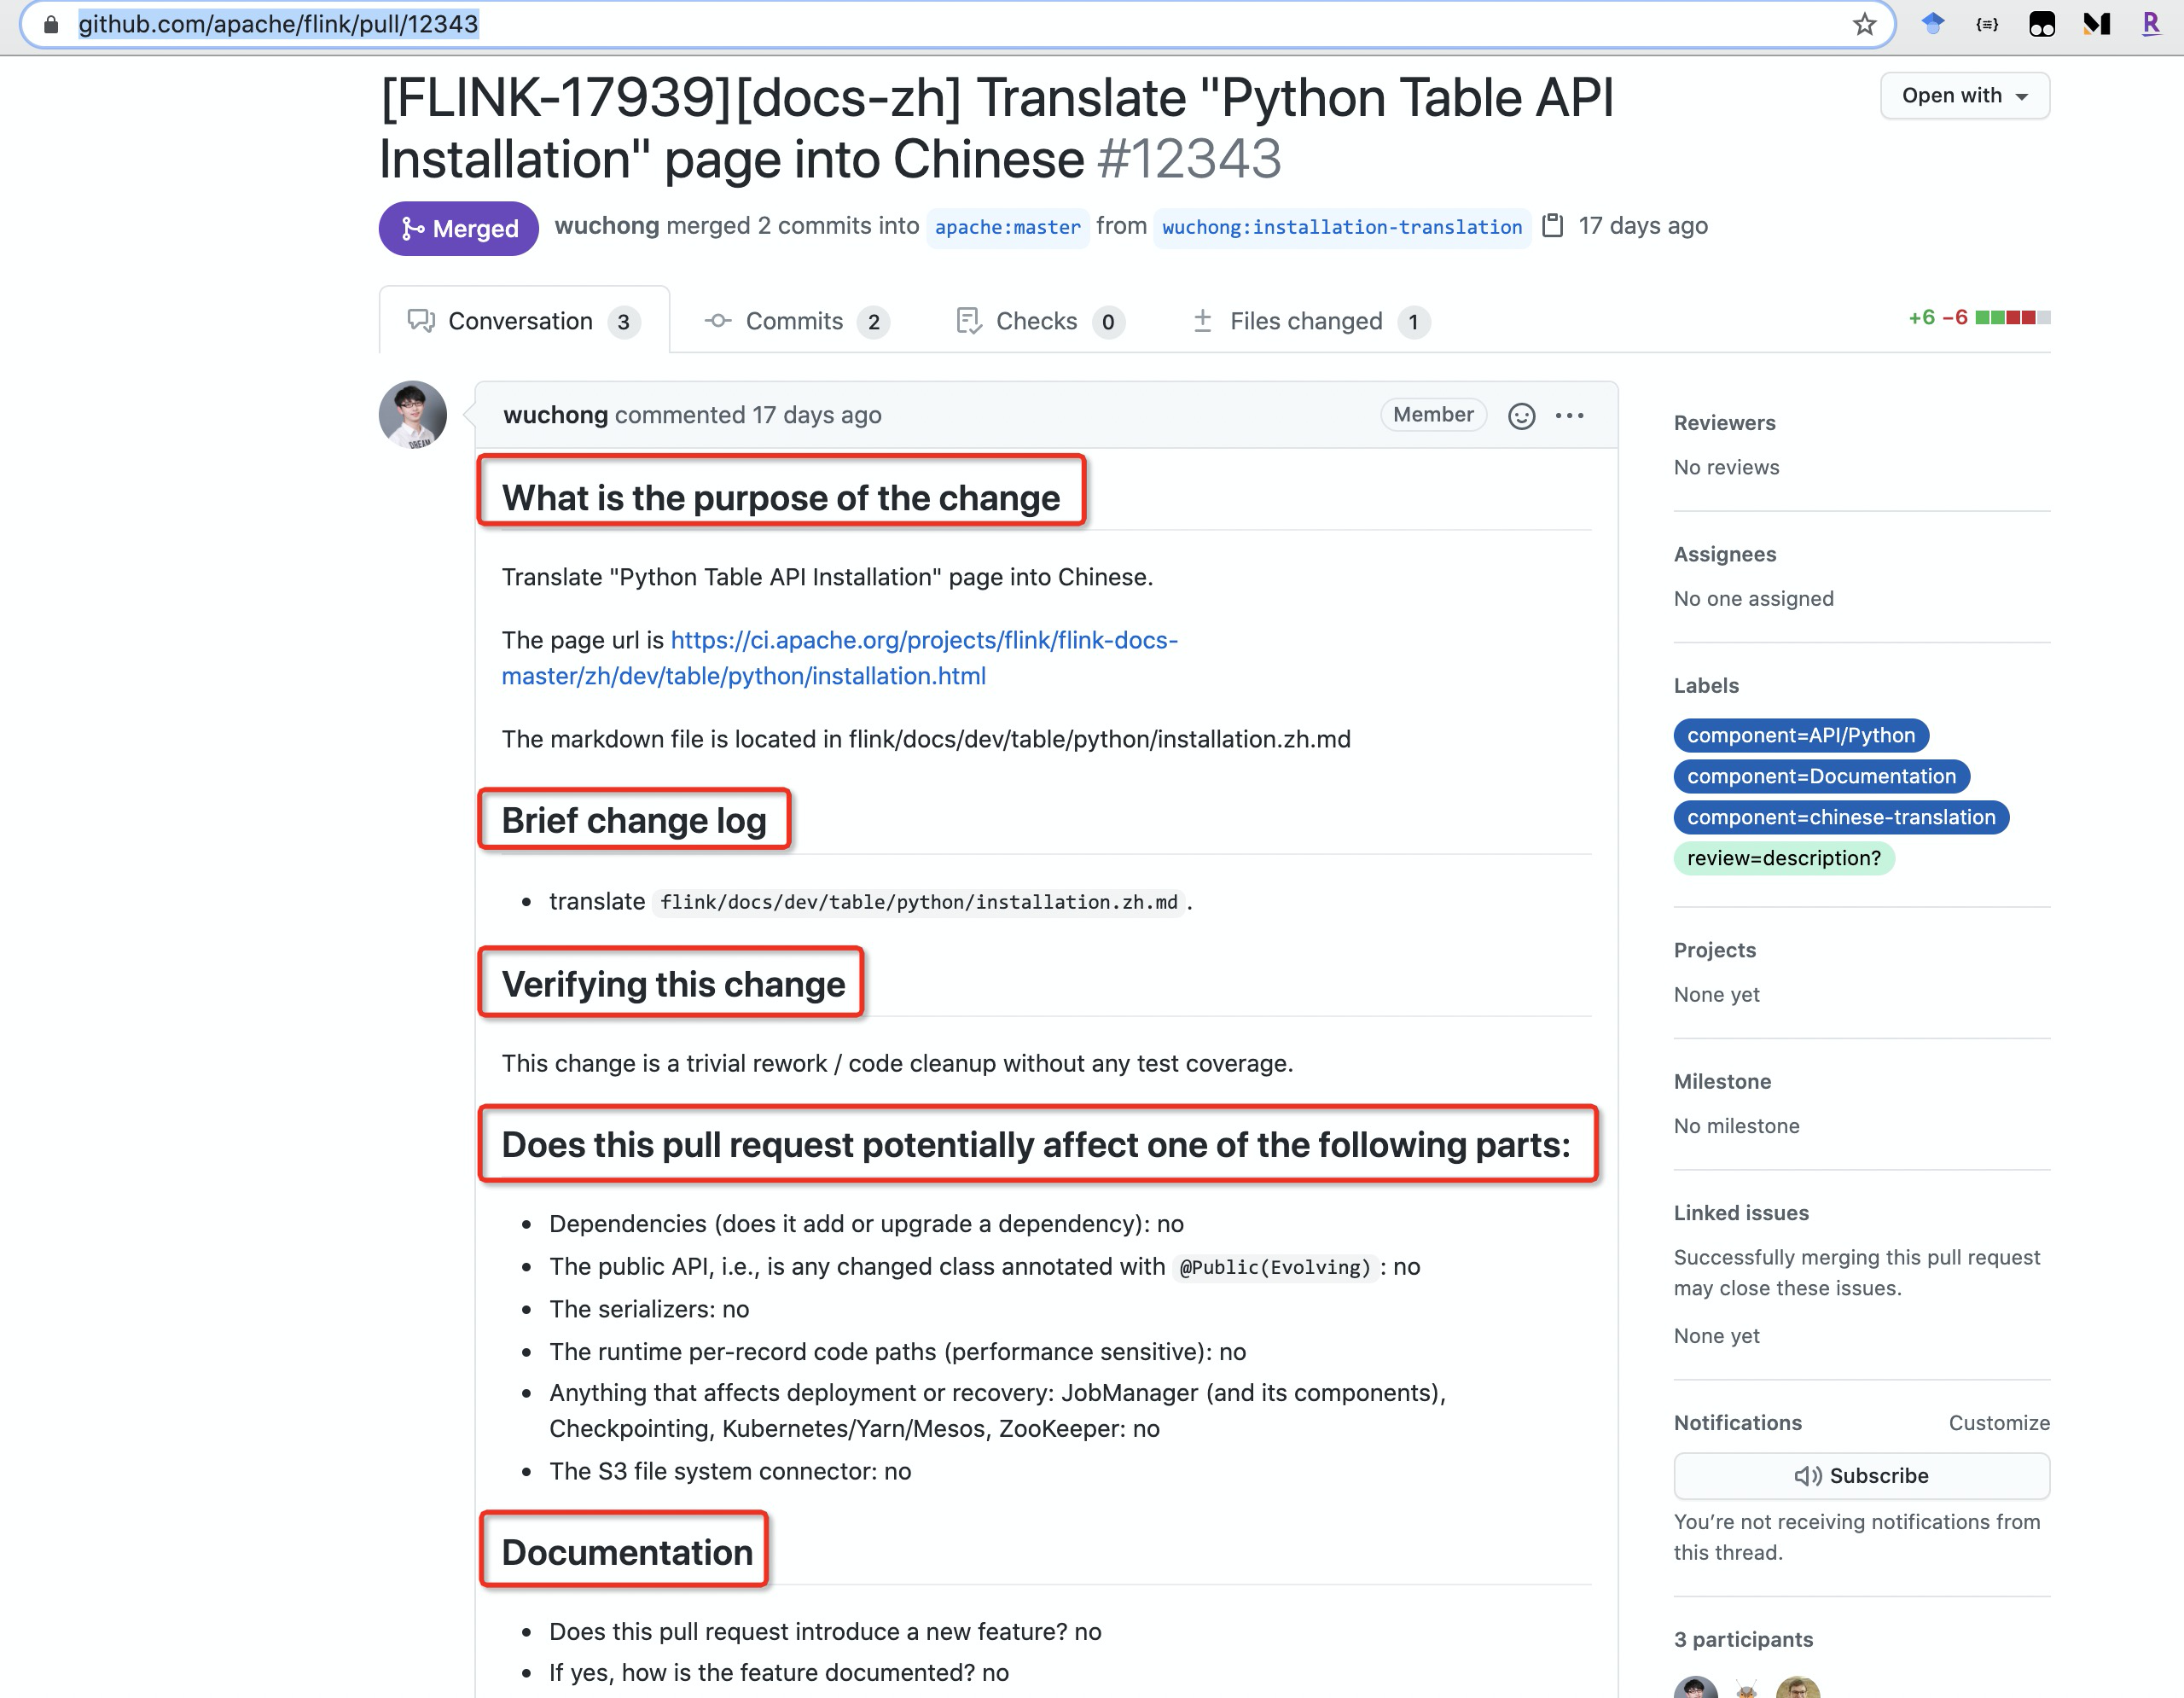 github.com/apache/flink/pull/12343
[FLINK-17939][docs-zh] Translate "Python Table API
Installation" page into Chinese #12343
Open with
Merged
wuchong merged 2 commits into apache:master from wuchong:installation-translation 17 days ago
Conversation 3
Commits 2
Checks 0
Files changed 1
+6 −6
wuchong commented 17 days ago
Member
What is the purpose of the change
Translate "Python Table API Installation" page into Chinese.
The page url is https://ci.apache.org/projects/flink/flink-docs-
master/zh/dev/table/python/installation.html
The markdown file is located in flink/docs/dev/table/python/installation.zh.md
Brief change log
• translate flink/docs/dev/table/python/installation.zh.md.
Verifying this change
This change is a trivial rework / code cleanup without any test coverage.
Does this pull request potentially affect one of the following parts:
• Dependencies (does it add or upgrade a dependency): no
• The public API, i.e., is any changed class annotated with @Public(Evolving): no
• The serializers: no
• The runtime per-record code paths (performance sensitive): no
• Anything that affects deployment or recovery: JobManager (and its components),
Checkpointing, Kubernetes/Yarn/Mesos, ZooKeeper: no
• The S3 file system connector: no
Documentation
• Does this pull request introduce a new feature? no
• If yes, how is the feature documented? no
Reviewers
No reviews
Assignees
No one assigned
Labels
component=API/Python
component=Documentation
component=chinese-translation
review=description?
Projects
None yet
Milestone
No milestone
Linked issues
Successfully merging this pull request
may close these issues.
None yet
Notifications
Customize
Subscribe
You’re not receiving notifications from
this thread.
3 participants